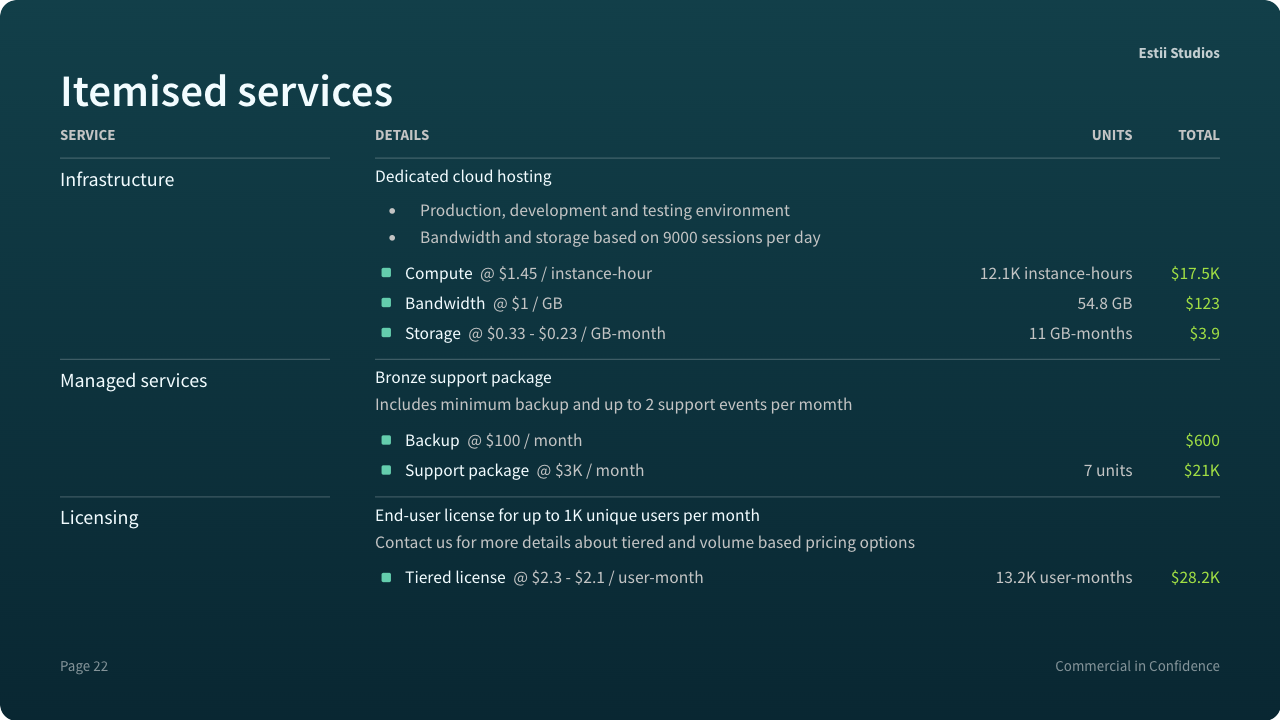 Estii Studios
Itemised services
SERVICE DETAILS UNITS TOTAL
Infrastructure Dedicated cloud hosting
• Production, development and testing environment
• Bandwidth and storage based on 9000 sessions per day
Compute @ $1.45 / instance-hour 12.1K instance-hours $17.5K
Bandwidth @ $1 / GB 54.8 GB $123
Storage @ $0.33 - $0.23 / GB-month 11 GB-months $3.9
Managed services Bronze support package
Includes minimum backup and up to 2 support events per momth
Backup @ $100 / month $600
Support package @ $3K / month 7 units $21K
Licensing End-user license for up to 1K unique users per month
Contact us for more details about tiered and volume based pricing options
Tiered license @ $2.3 - $2.1 / user-month 13.2K user-months $28.2K
Page 22 Commercial in Confidence